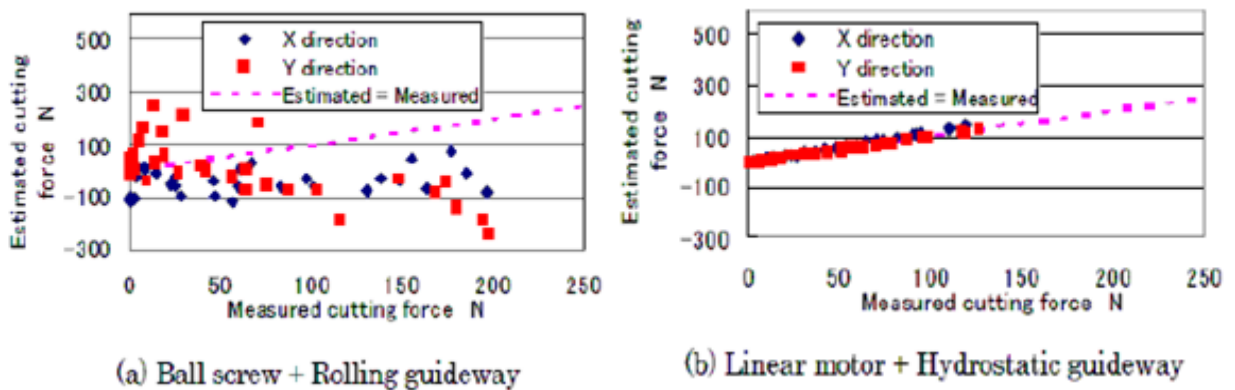 Estimated cutting force N
500
300
100
-100
-300
X direction
Y direction
Estimated = Measured
0 50 100 150 200 250
Measured cutting force N
(a) Ball screw + Rolling guideway
Estimated cutting force N
500
300
100
-100
-300
X direction
Y direction
Estimated = Measured
0 50 100 150 200 250
Measured cutting force N
(b) Linear motor + Hydrostatic guideway